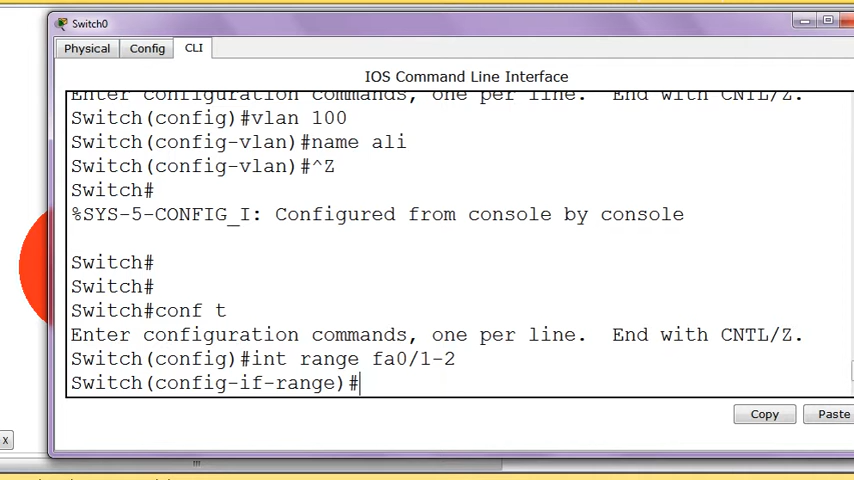 Switch0
Physical Config CLI
IOS Command Line Interface
Enter configuration commands, one per line.  End with CNTL/Z.
Switch(config)#vlan 100
Switch(config-vlan)#name ali
Switch(config-vlan)#^Z
Switch#
%SYS-5-CONFIG_I: Configured from console by console
Switch#
Switch#
Switch#conf t
Enter configuration commands, one per line.  End with CNTL/Z.
Switch(config)#int range fa0/1-2
Switch(config-if-range)#
Copy Paste
x